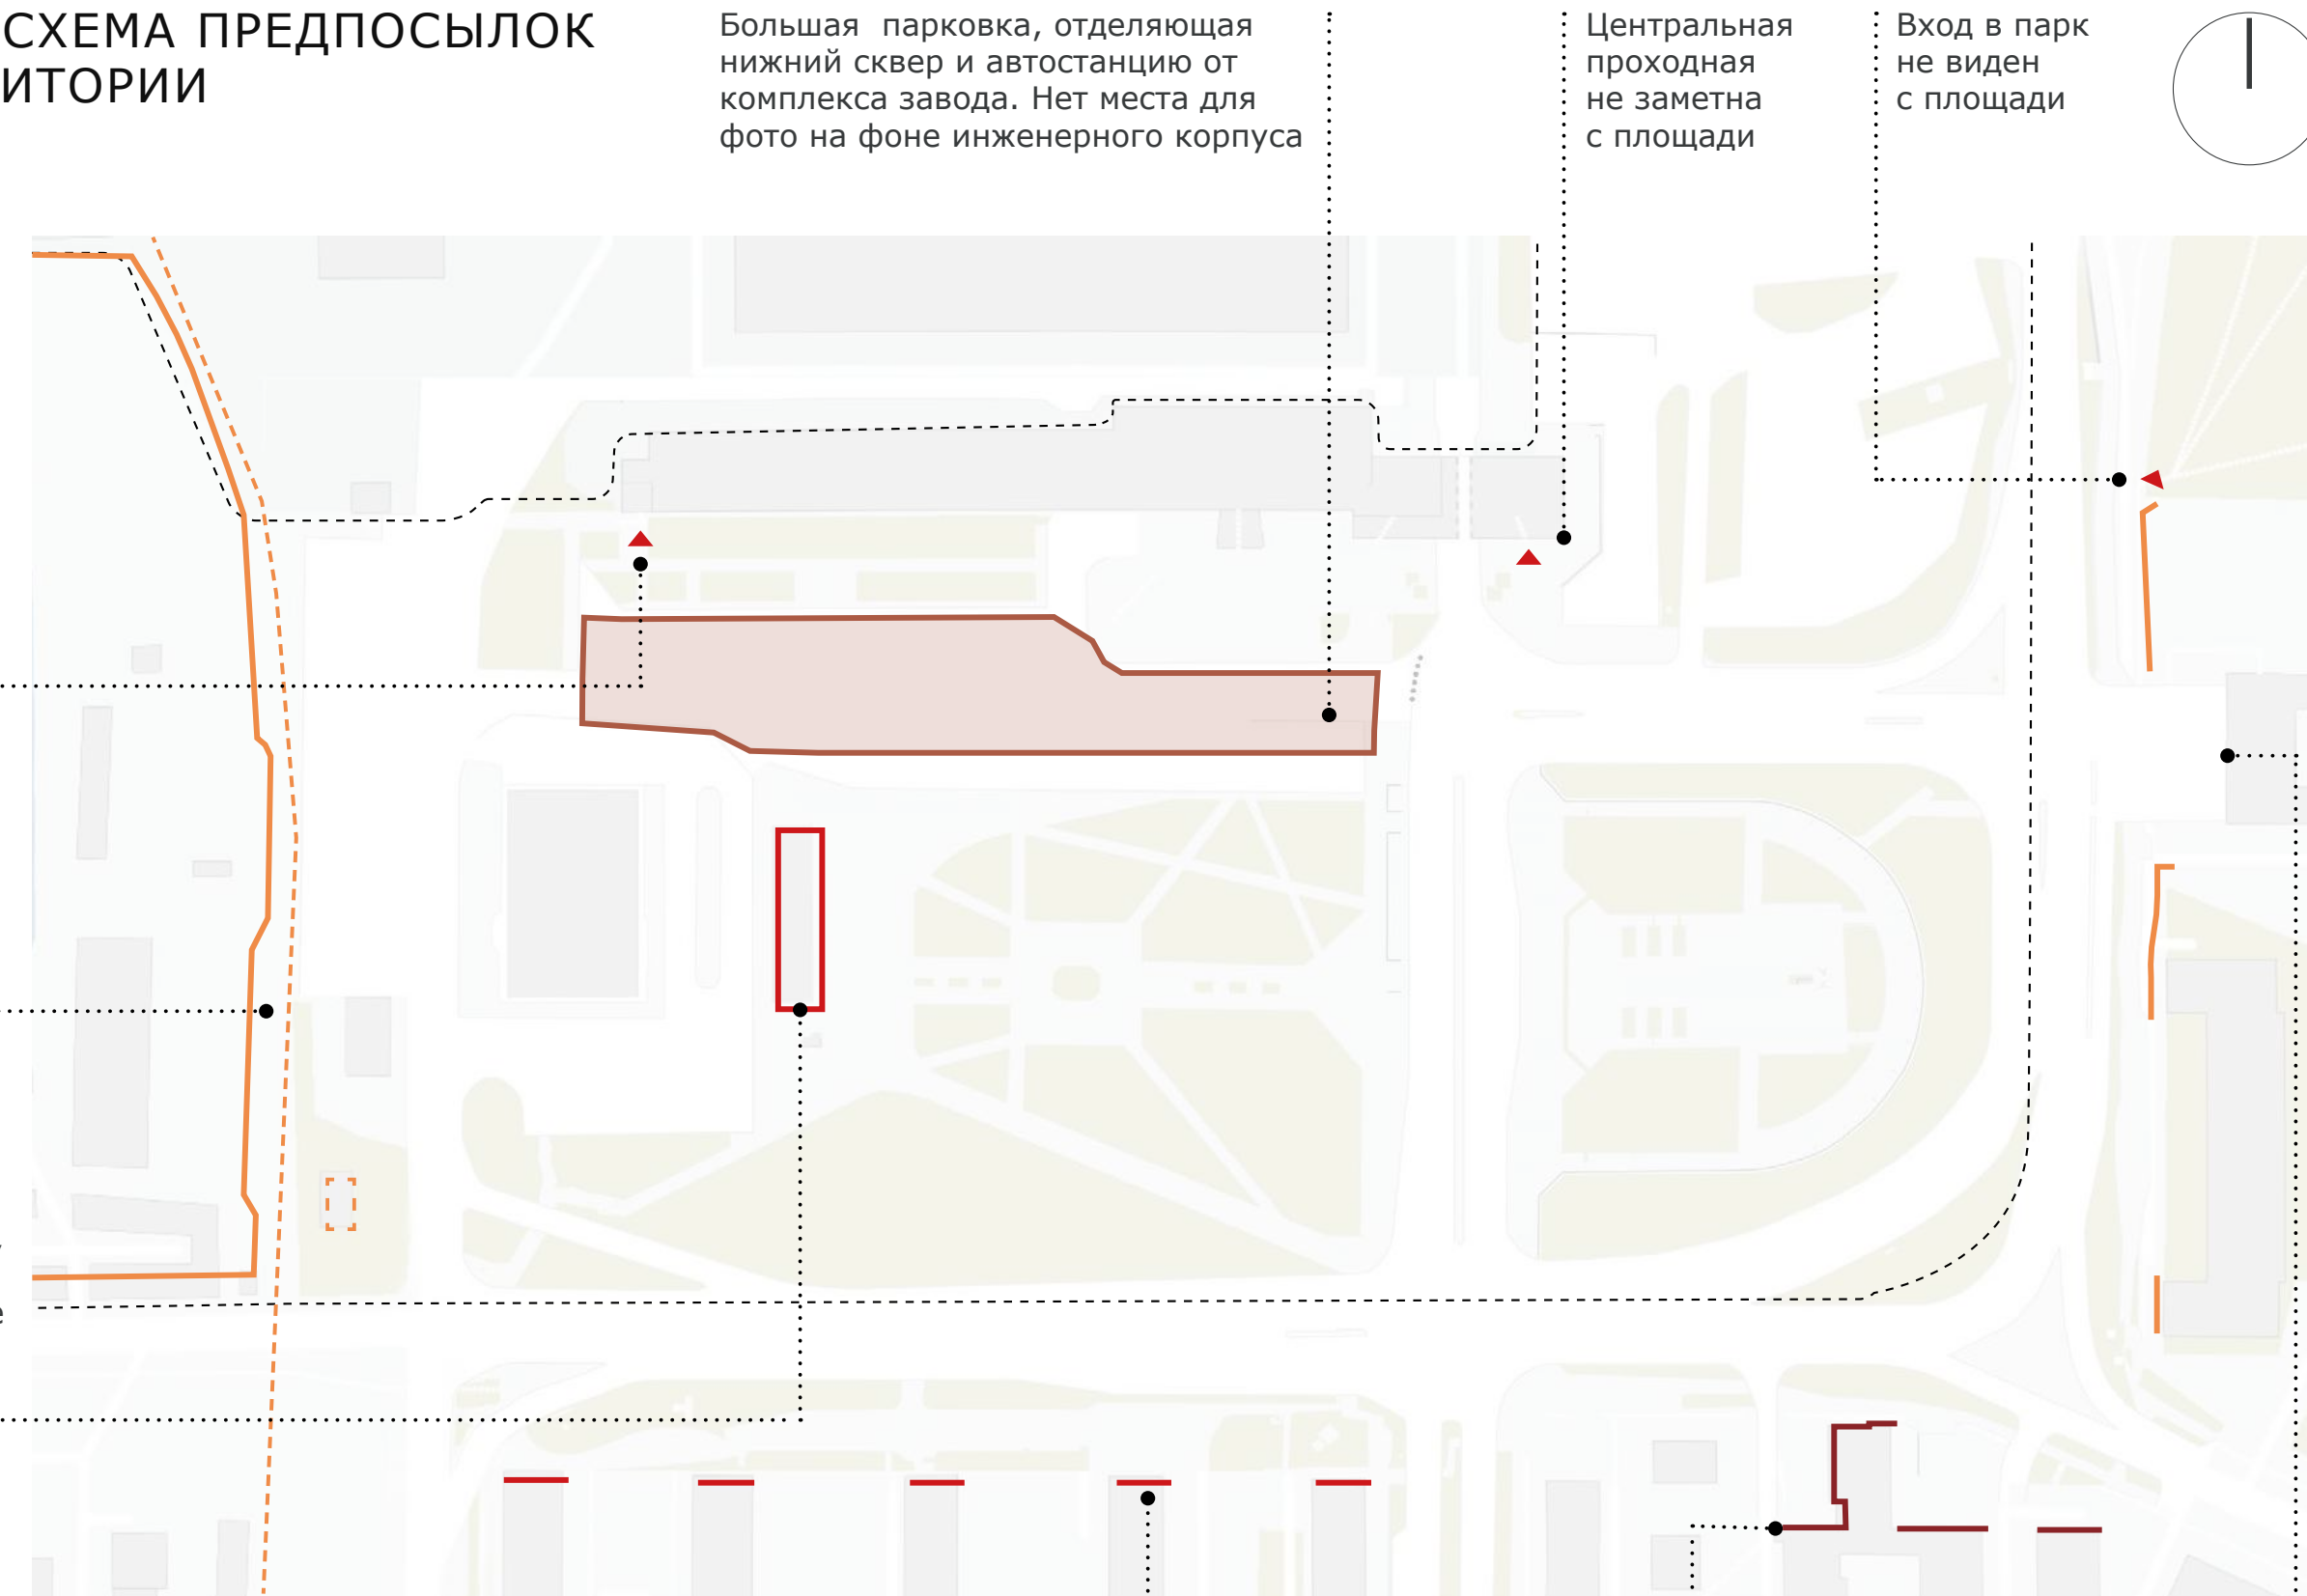 СХЕМА ПРЕДПОСЫЛОК
ИТОРИИ
Большая парковка, отделяющая
нижний сквер и автостанцию от
комплекса завода. Нет места для
фото на фоне инженерного корпуса
Центральная
проходная
не заметна
с площади
Вход в парк
не виден
с площади